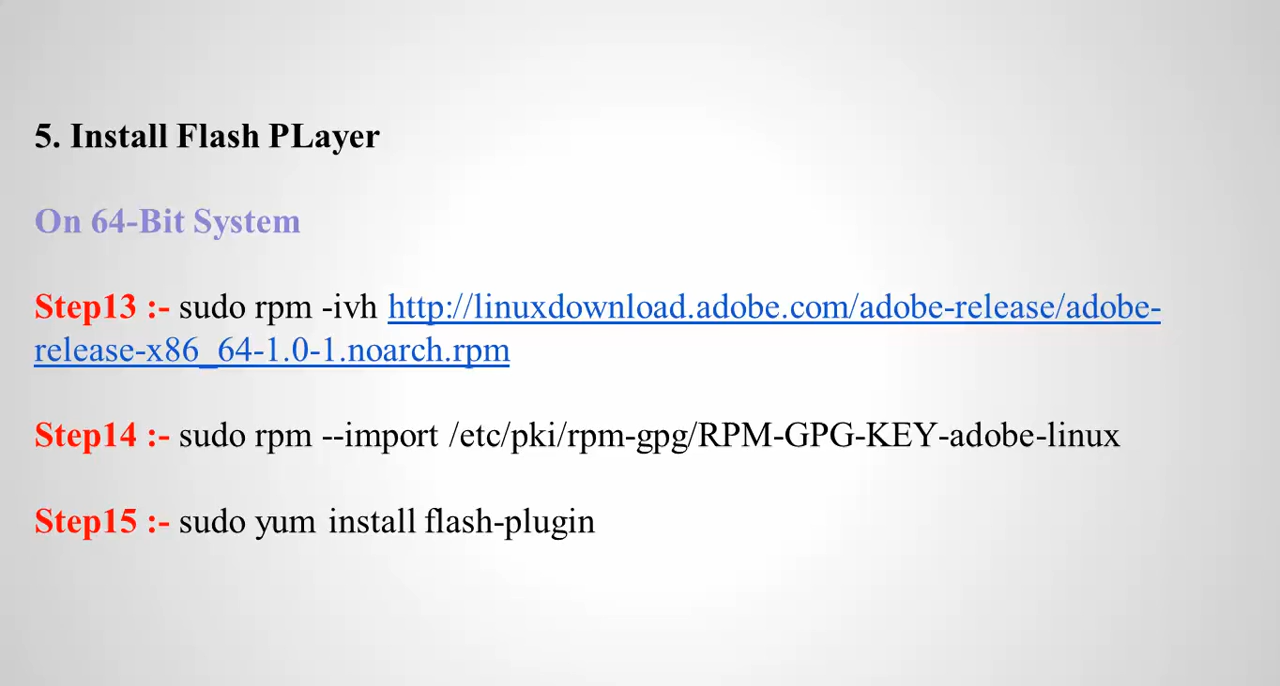 5. Install Flash PLayer
On 64-Bit System
Step13 :- sudo rpm -ivh http://linuxdownload.adobe.com/adobe-release/adobe-
release-x86_64-1.0-1.noarch.rpm
Step14 :- sudo rpm --import /etc/pki/rpm-gpg/RPM-GPG-KEY-adobe-linux
Step15 :- sudo yum install flash-plugin